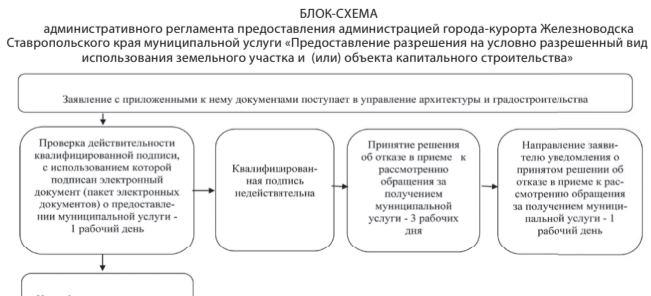 БЛОК-СХЕМА
административного регламента предоставления администрацией города-курорта Железноводска
Ставропольского края муниципальной услуги «Предоставление разрешения на условно разрешенный вид
использования земельного участка и (или) объекта капитального строительства»
Заявление с приложенными к нему документами поступает в управление архитектуры и градостроительства
Проверка действительности
квалифицированной подписи,
с использованием которой
подписан электронный
документ (пакет электронных
документов) о предоставле-
нии муниципальной услуги -
1 рабочий день
Квалифицирован-
ная подпись
недействительна
Принятие решения
об отказе в приеме к
рассмотрению
обращения за
получением
муниципальной
услуги - 3 рабочих
дня
Направление заяви-
телю уведомления о
принятом решении об
отказе в приеме к рас-
смотрению обращения
за получением муници-
пальной услуги - 1
рабочий день